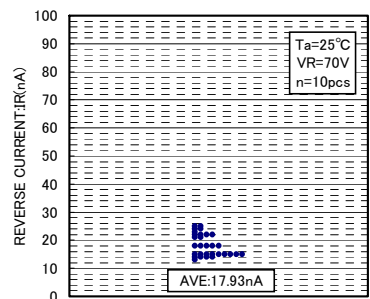 100
90
80
70
60
50
40
30
20
10
0
REVERSE CURRENT:IR(nA)
Ta=25℃
VR=70V
n=10pcs
AVE:17.93nA